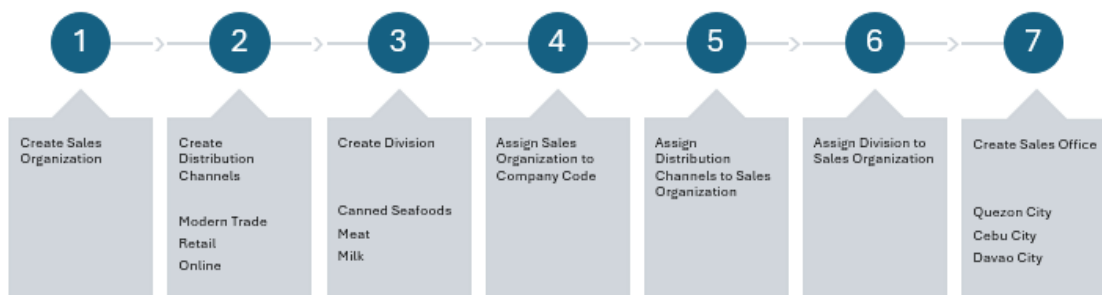 1
2
3
4
5
6
7
Create Sales
Organization
Create
Distribution
Channels
Modern Trade
Retail
Online
Create Division
Canned Seafoods
Meat
Milk
Assign Sales
Organization to
Company Code
Assign
Distribution
Channels to Sales
Organization
Assign Division to
Sales Organization
Create Sales Office
Quezon City
Cebu City
Davao City